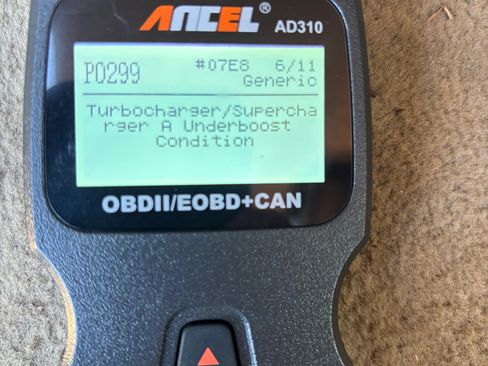 ANCEL® AD310
P0299 #07E8 6/11
Generic
Turbocharger/Supercha
rger A Underboost
Condition
OBDII/EOBD+CAN